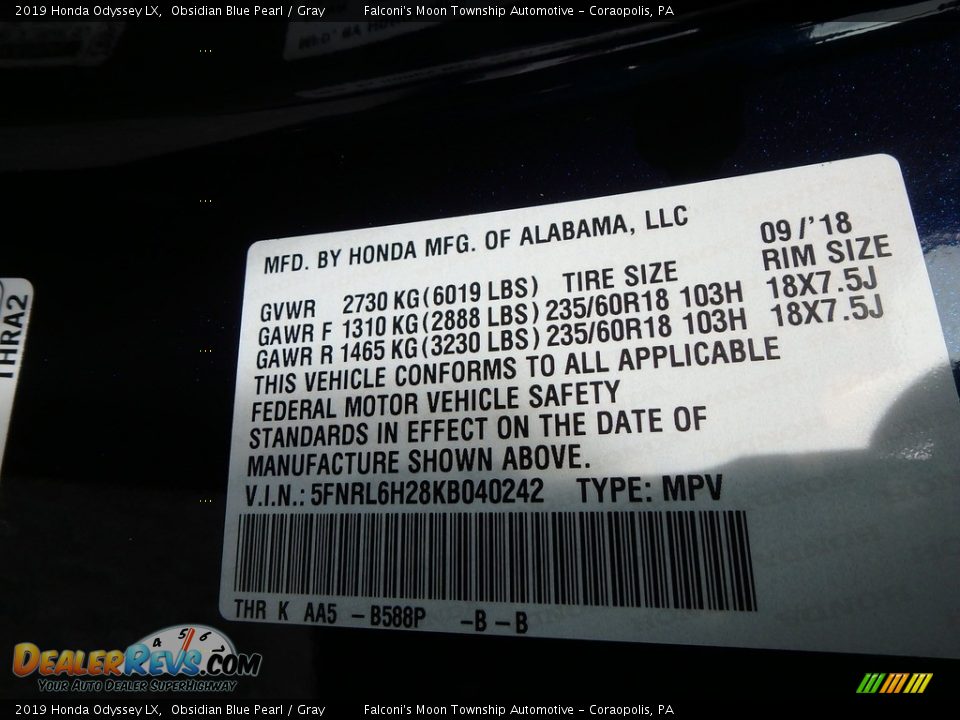 2019 Honda Odyssey LX,  Obsidian Blue Pearl / Gray        Falconi's Moon Township Automotive - Coraopolis, PA
MFD. BY HONDA MFG. OF ALABAMA, LLC 09/'18
TIRE SIZE RIM SIZE
GVWR 2730 KG(6019 LBS)
GAWR F 1310 KG(2888 LBS) 235/60R18 103H 18X7.5J
GAWR R 1465 KG(3230 LBS) 235/60R18 103H 18X7.5J
THIS VEHICLE CONFORMS TO ALL APPLICABLE
FEDERAL MOTOR VEHICLE SAFETY
STANDARDS IN EFFECT ON THE DATE OF
MANUFACTURE SHOWN ABOVE.
V.I.N.: 5FNRL6H28KB040242 TYPE: MPV
THR K AA5 -B588P -B -B
THRA2
4 5 6
DEALERREVS.COM
YOUR AUTO DEALER SUPERHIGHWAY
2019 Honda Odyssey LX,  Obsidian Blue Pearl / Gray        Falconi's Moon Township Automotive - Coraopolis, PA